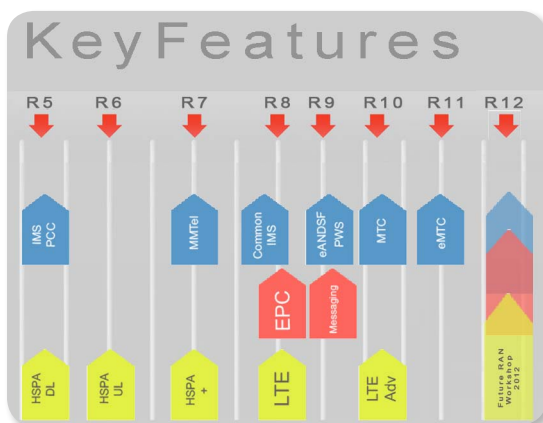 KeyFeatures
R5 R6 R7 R8 R9 R10 R11 R12
IMS
PCC
MMTel
Common
IMS
eANDSF
PWS
MTC
eMTC
EPC
Messaging
HSPA
DL
HSPA
UL
HSPA
+
LTE
LTE
Adv
Future RAN
Workshop
2012